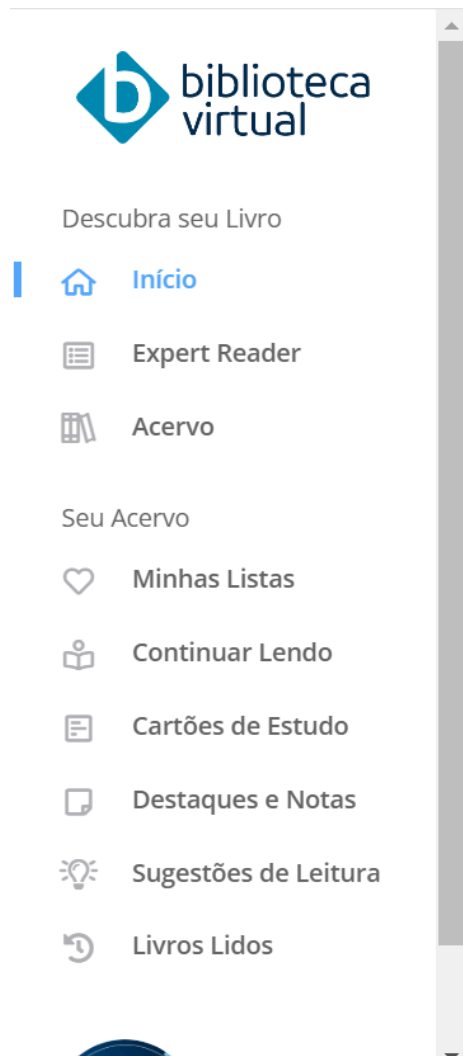 biblioteca
virtual
Descubra seu Livro
Início
Expert Reader
Acervo
Seu Acervo
Minhas Listas
Continuar Lendo
Cartões de Estudo
Destaques e Notas
Sugestões de Leitura
Livros Lidos